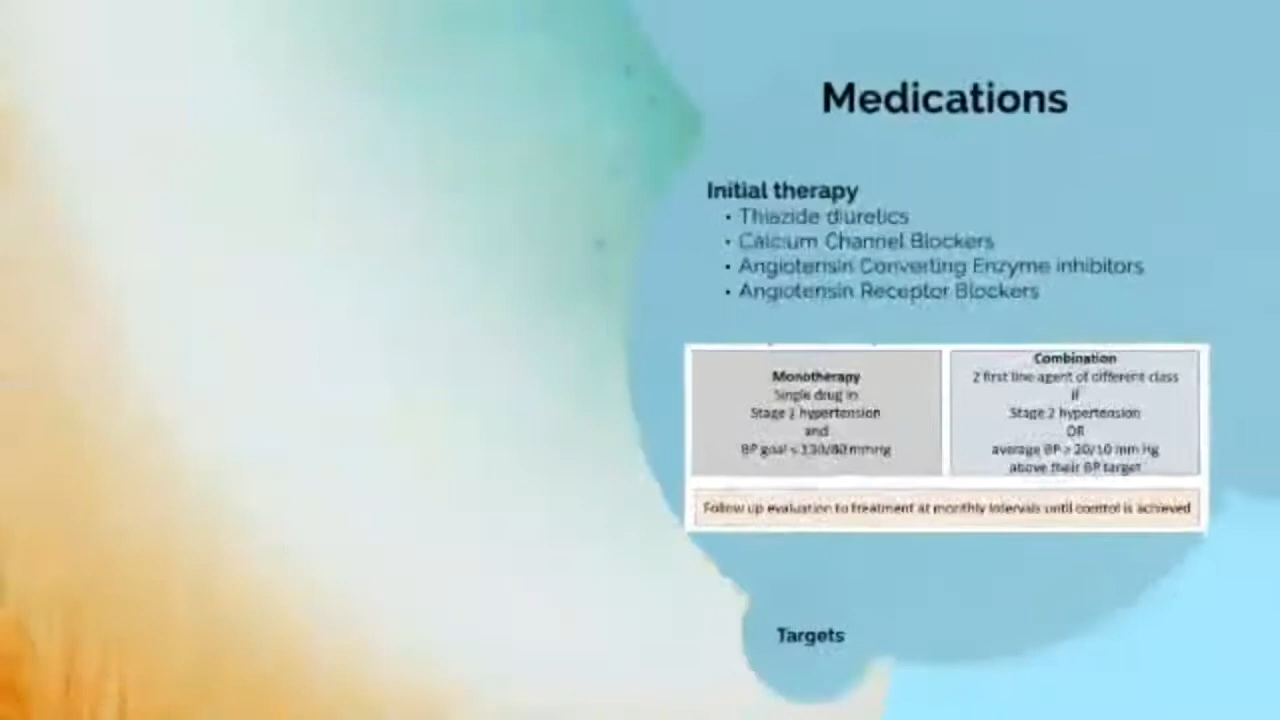 Medications
Initial therapy
• Thiazide diuretics
• Calcium Channel Blockers
• Angiotensin Converting Enzyme inhibitors
• Angiotensin Receptor Blockers
Monotherapy
Single drug in
Stage 1 hypertension
and
BP goal < 130/80 mmHg
Combination
2 first line agent of different class
if
Stage 2 hypertension
OR
average BP > 20/10 mm Hg
above their BP target
Follow up evaluation to treatment at monthly intervals until control is achieved
Targets